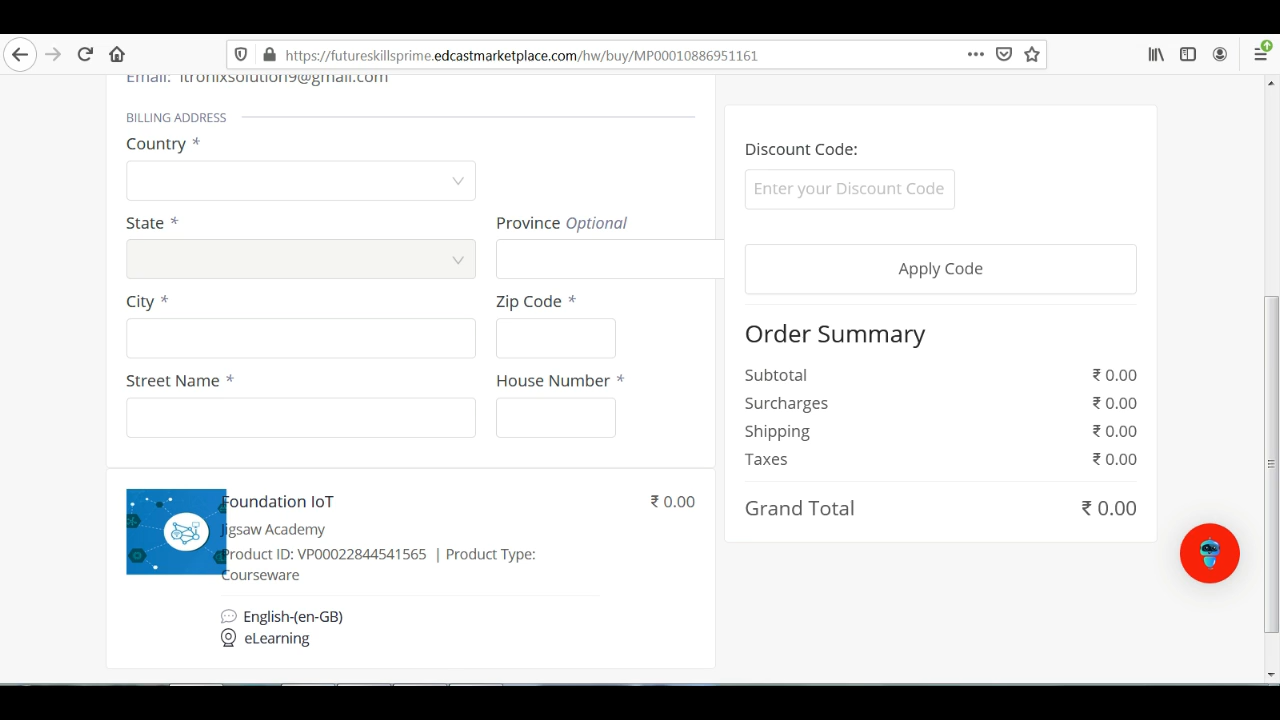 https://futureskillsprime.edcastmarketplace.com/hw/buy/MP00010886951161
Email: itronixsolution9@gmail.com
BILLING ADDRESS
Country *
State *
Province Optional
City *
Zip Code *
Street Name *
House Number *
Foundation IoT
₹ 0.00
Jigsaw Academy
Product ID: VP00022844541565 | Product Type:
Courseware
English-(en-GB)
eLearning
Discount Code:
Enter your Discount Code
Apply Code
Order Summary
Subtotal ₹ 0.00
Surcharges ₹ 0.00
Shipping ₹ 0.00
Taxes ₹ 0.00
Grand Total ₹ 0.00